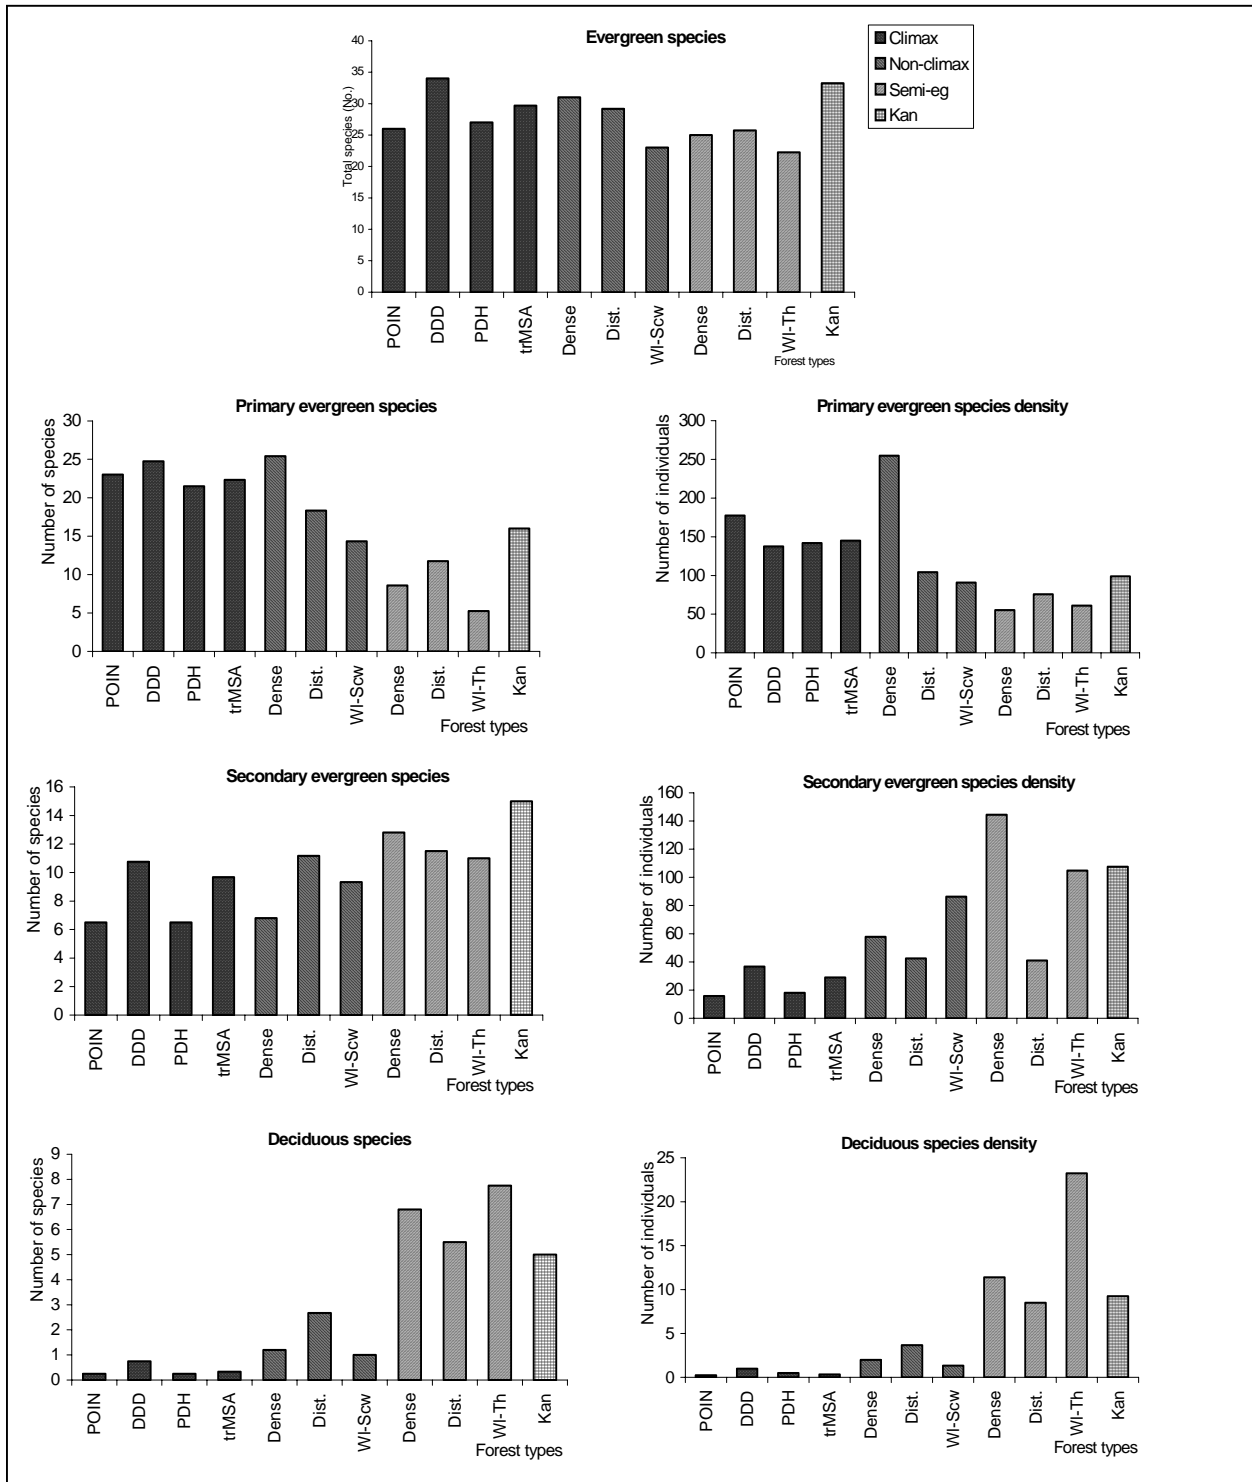 Evergreen species
Climax
Non-climax
Semi-eg
Kan
Total species (No.)
40
35
30
25
20
15
10
5
0
POIN DDD PDH trMSA Dense Dist. WI-Scw Dense Dist. WI-Th Kan
Forest types
Primary evergreen species
Number of species
30
25
20
15
10
5
0
POIN DDD PDH trMSA Dense Dist. WI-Scw Dense Dist. WI-Th Kan
Forest types
Primary evergreen species density
Number of individuals
300
250
200
150
100
50
0
POIN DDD PDH trMSA Dense Dist. WI-Scw Dense Dist. WI-Th Kan
Forest types
Secondary evergreen species
Number of species
16
14
12
10
8
6
4
2
0
POIN DDD PDH trMSA Dense Dist. WI-Scw Dense Dist. WI-Th Kan
Forest types
Secondary evergreen species density
Number of individuals
160
140
120
100
80
60
40
20
0
POIN DDD PDH trMSA Dense Dist. WI-Scw Dense Dist. WI-Th Kan
Forest types
Deciduous species
Number of species
9
8
7
6
5
4
3
2
1
0
POIN DDD PDH trMSA Dense Dist. WI-Scw Dense Dist. WI-Th Kan
Forest types
Deciduous species density
Number of individuals
25
20
15
10
5
0
POIN DDD PDH trMSA Dense Dist. WI-Scw Dense Dist. WI-Th Kan
Forest types